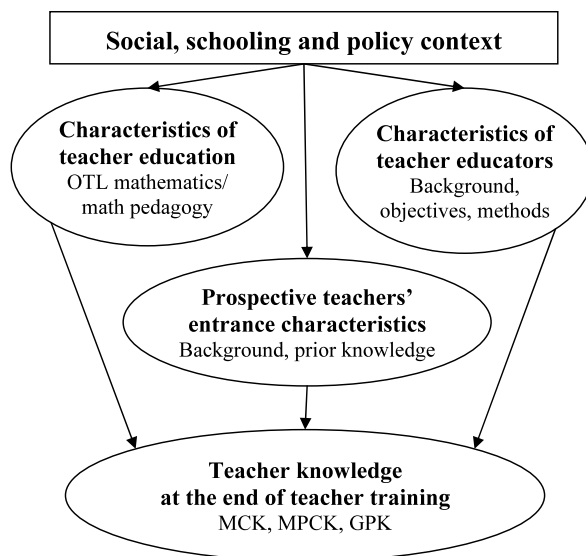 Social, schooling and policy context
Characteristics of
teacher education
OTL mathematics/
math pedagogy
Characteristics of
teacher educators
Background,
objectives, methods
Prospective teachers’
entrance characteristics
Background, prior knowledge
Teacher knowledge
at the end of teacher training
MCK, MPCK, GPK